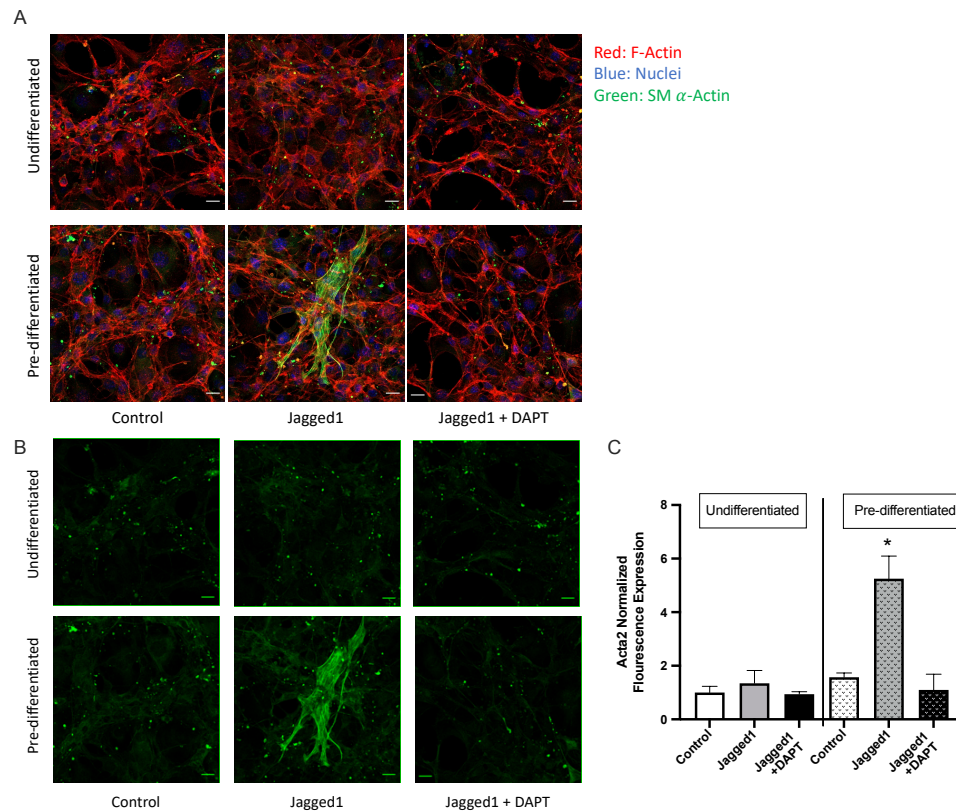 A
Undifferentiated
Red: F-Actin
Blue: Nuclei
Green: SM α-Actin
Pre-differentiated
Control
Jagged1
Jagged1 + DAPT
B
Undifferentiated
Pre-differentiated
Control
Jagged1
Jagged1 + DAPT
C
Acta2 Normalized
Flourescence Expression
8
6
4
2
0
Undifferentiated
Pre-differentiated
*
Control
Jagged1
Jagged1
+DAPT
Control
Jagged1
Jagged1
+DAPT